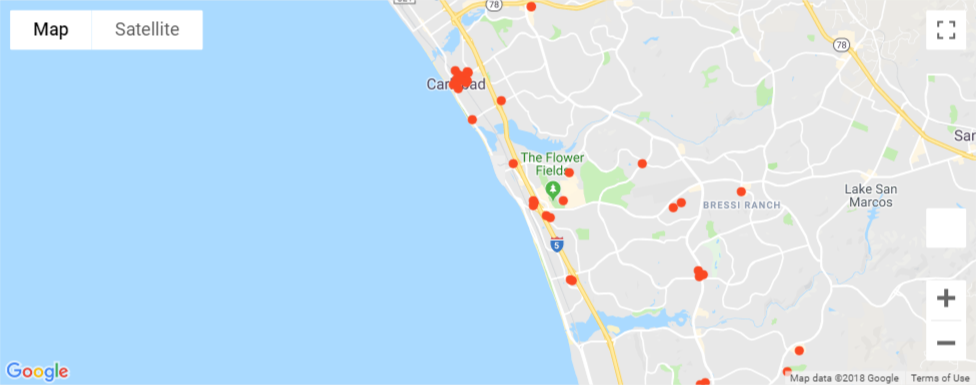 Map
Satellite
78
78
Carlsbad
The Flower
Fields
San
BRESSI RANCH
Lake San
Marcos
5
Google
Map data ©2018 Google
Terms of Use